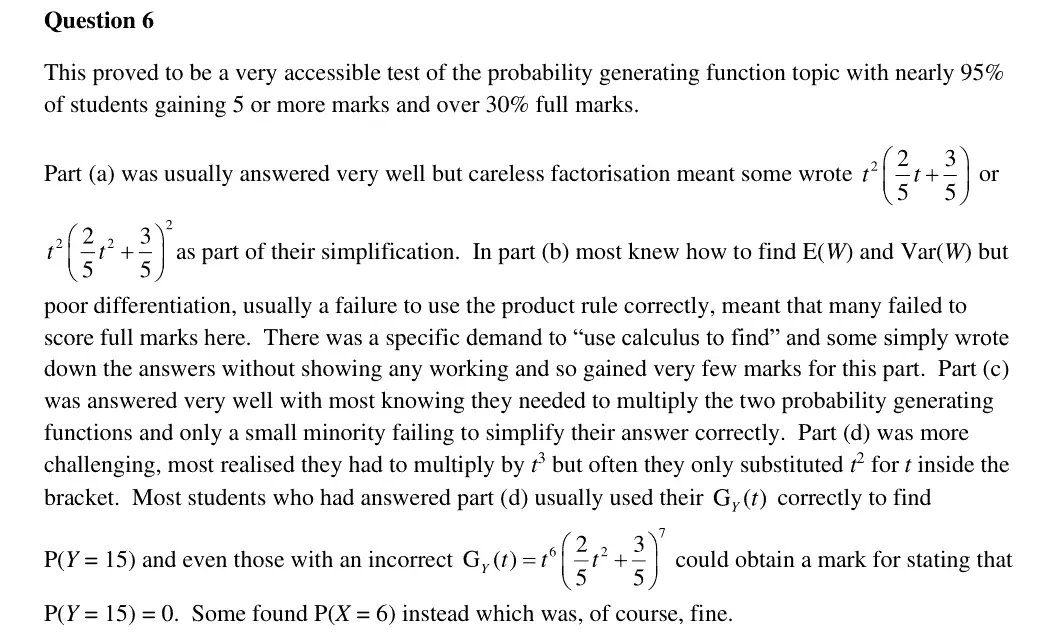 Question 6
This proved to be a very accessible test of the probability generating function topic with nearly 95%
of students gaining 5 or more marks and over 30% full marks.
Part (a) was usually answered very well but careless factorisation meant some wrote t²(2/5 t + 3/5) or
t²(2/5 t² + 3/5)² as part of their simplification. In part (b) most knew how to find E(W) and Var(W) but
poor differentiation, usually a failure to use the product rule correctly, meant that many failed to
score full marks here. There was a specific demand to “use calculus to find” and some simply wrote
down the answers without showing any working and so gained very few marks for this part. Part (c)
was answered very well with most knowing they needed to multiply the two probability generating
functions and only a small minority failing to simplify their answer correctly. Part (d) was more
challenging, most realised they had to multiply by t³ but often they only substituted t² for t inside the
bracket. Most students who had answered part (d) usually used their G_Y(t) correctly to find
P(Y = 15) and even those with an incorrect G_Y(t) = t⁶(2/5 t² + 3/5)⁷ could obtain a mark for stating that
P(Y = 15) = 0. Some found P(X = 6) instead which was, of course, fine.